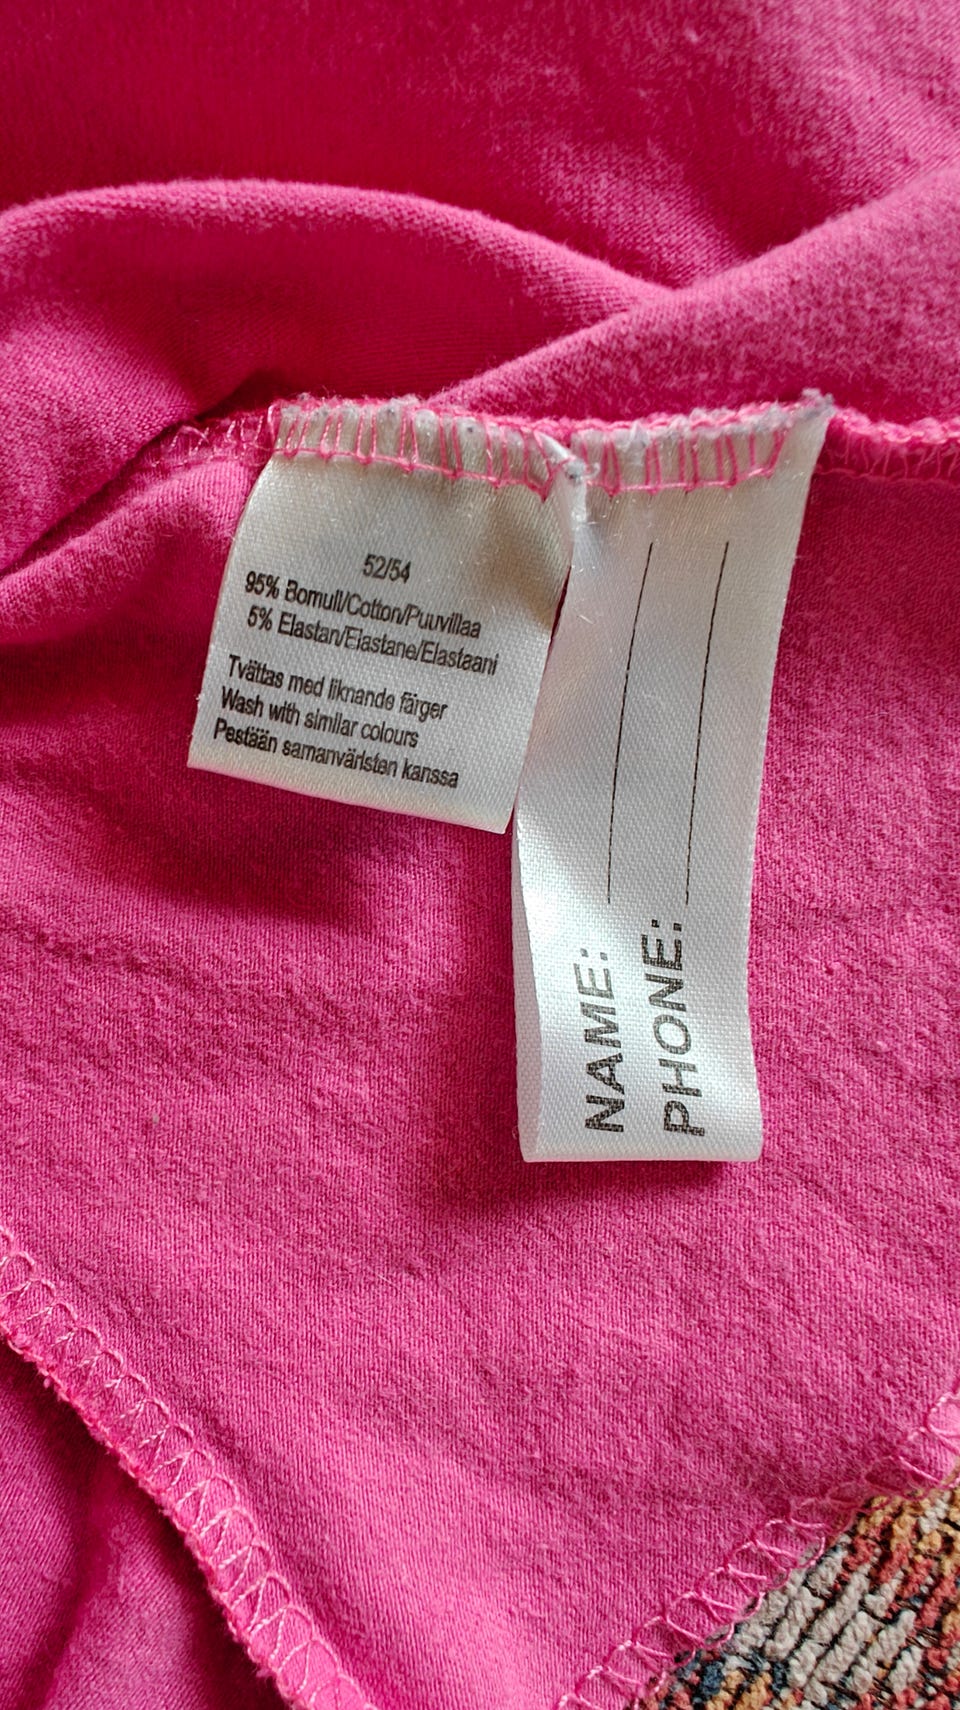 52/54
95% Bomull/Cotton/Puuvillaa
5% Elastan/Elastane/Elastaani
Tvättas med liknande färger
Wash with similar colours
Pestään samanväristen kanssa
NAME:
PHONE: